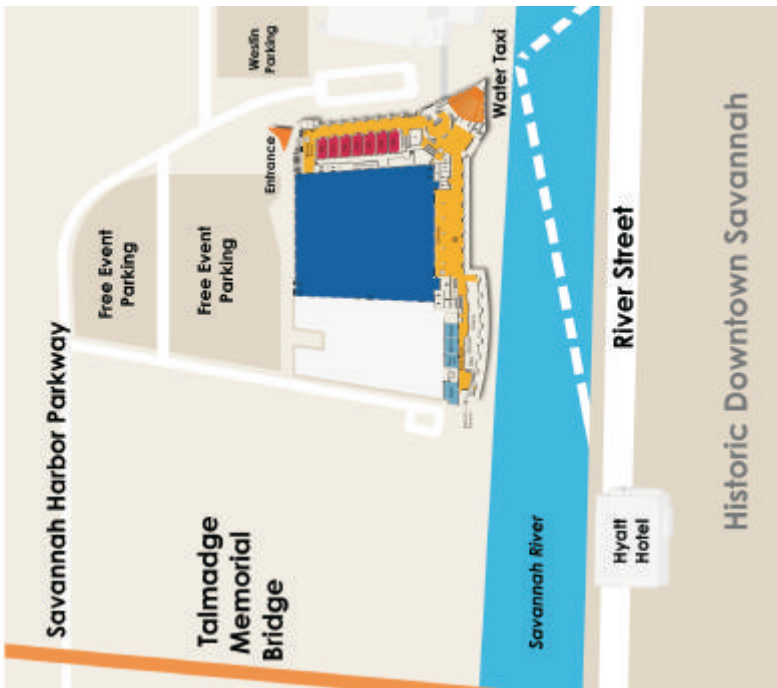 Westin
Parking
Water Taxi
Entrance
Free Event
Parking
Free Event
Parking
Savannah Harbor Parkway
Talmadge
Memorial
Bridge
River Street
Savannah River
Hyatt
Hotel
Historic Downtown Savannah